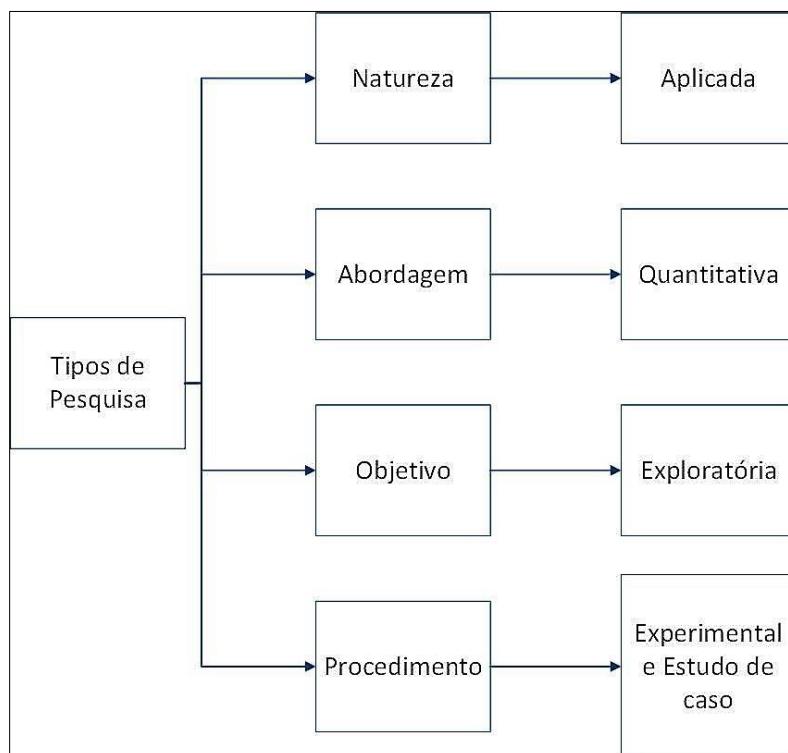 Natureza
Aplicada
Abordagem
Quantitativa
Tipos de
Pesquisa
Objetivo
Exploratória
Procedimento
Experimental
e Estudo de
caso